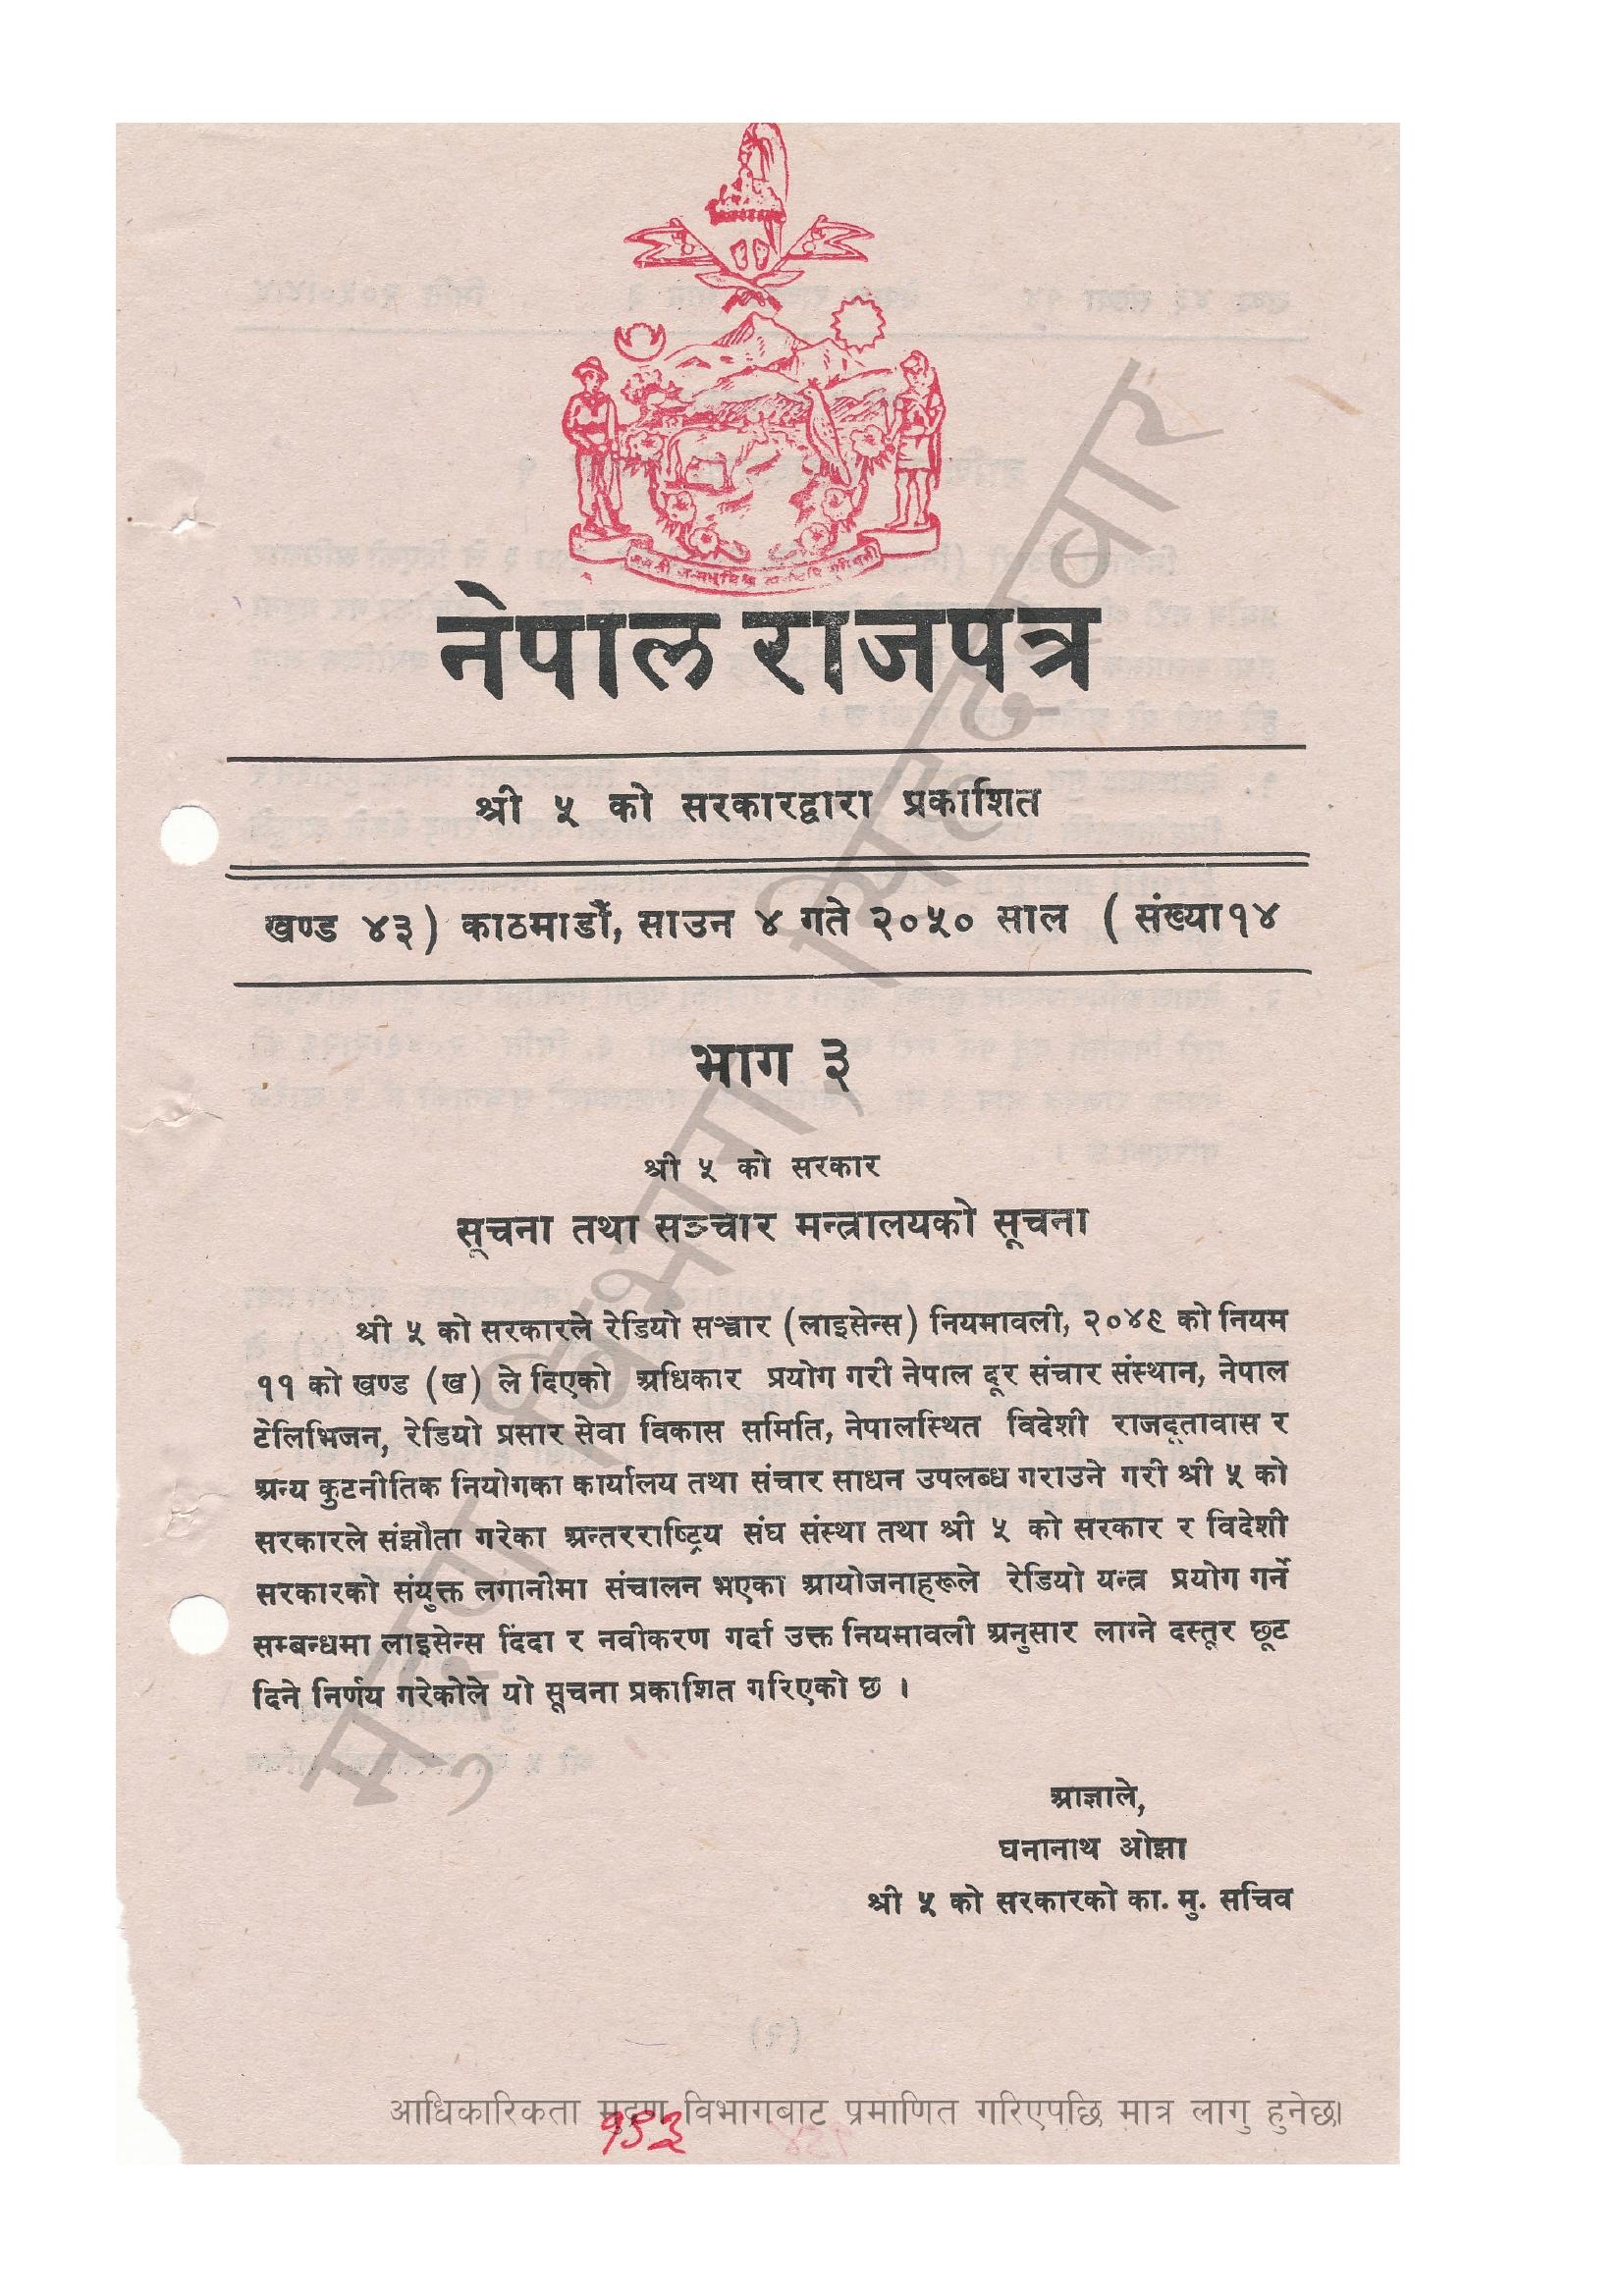 नेपाल राजपत्र
श्री ५ को सरकारद्वारा प्रकाशित
खण्ड ४३) काठमाडौं, साउन ४ गते २०५० साल ( संख्या१४
भाग ३
श्री ५ को सरकार
सूचना तथा सञ्चार मन्त्रालयको सूचना
श्री ५ को सरकारले रेडियो सञ्चार (लाइसेन्स) नियमावली, २०४९ को नियम
११ को खण्ड (ख) ले दिएको अधिकार प्रयोग गरी नेपाल दूर संचार संस्थान, नेपाल
टेलिभिजन, रेडियो प्रसार सेवा विकास समिति, नेपालस्थित विदेशी राजदूतावास र
अन्य कुटनीतिक नियोगका कार्यालय तथा संचार साधन उपलब्ध गराउने गरी श्री ५ को
सरकारले संझौता गरेका अन्तरराष्ट्रिय संघ संस्था तथा श्री ५ को सरकार र विदेशी
सरकारको संयुक्त लगानीमा संचालन भएका आयोजनाहरूले रेडियो यन्त्र प्रयोग गर्ने
सम्बन्धमा लाइसेन्स दिंदा र नवीकरण गर्दा उक्त नियमावली अनुसार लाग्ने दस्तूर छूट
दिने निर्णय गरेकोले यो सूचना प्रकाशित गरिएको छ ।
आज्ञाले,
घनानाथ ओझा
श्री ५ को सरकारको का. मु. सचिव
मुद्रण विभाग, सिंहदरवार
आधिकारिकता मुद्रण विभागबाट प्रमाणित गरिएपछि मात्र लागु हुनेछ।